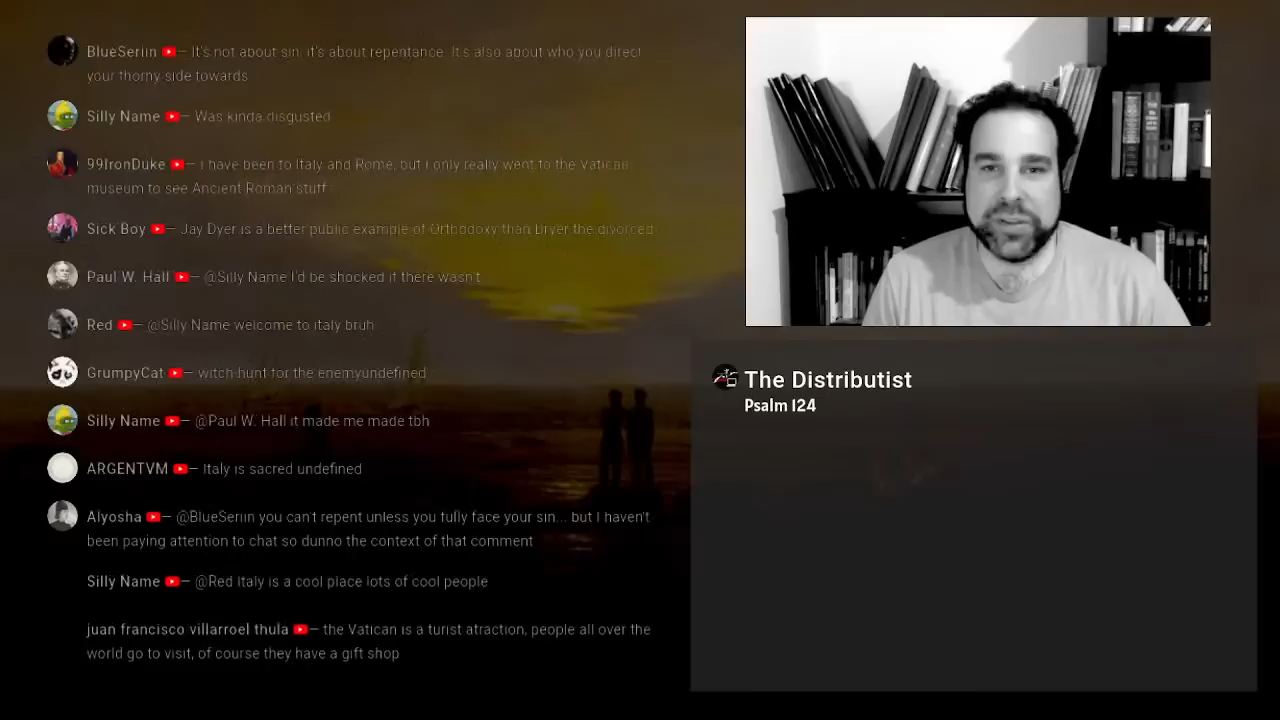 BlueSeriin — It's not about sin, it's about repentance. It's also about who you direct
your thorny side towards
Silly Name — Was kinda disgusted
99IronDuke — I have been to Italy and Rome, but I only really went to the Vatican
museum to see Ancient Roman stuff
Sick Boy — Jay Dyer is a better public example of Orthodoxy than Dryer the divorced
Paul W. Hall — @Silly Name I'd be shocked if there wasn't
Red — @Silly Name welcome to italy bruh
GrumpyCat — witch hunt for the enemyundefined
Silly Name — @Paul W. Hall it made me made tbh
ARGENTVM — Italy is sacred undefined
Alyosha — @BlueSeriin you can't repent unless you fully face your sin... but I haven't
been paying attention to chat so dunno the context of that comment
Silly Name — @Red Italy is a cool place lots of cool people
juan francisco villarroel thula — the Vatican is a turist atraction, people all over the
world go to visit, of course they have a gift shop
The Distributist
Psalm 124